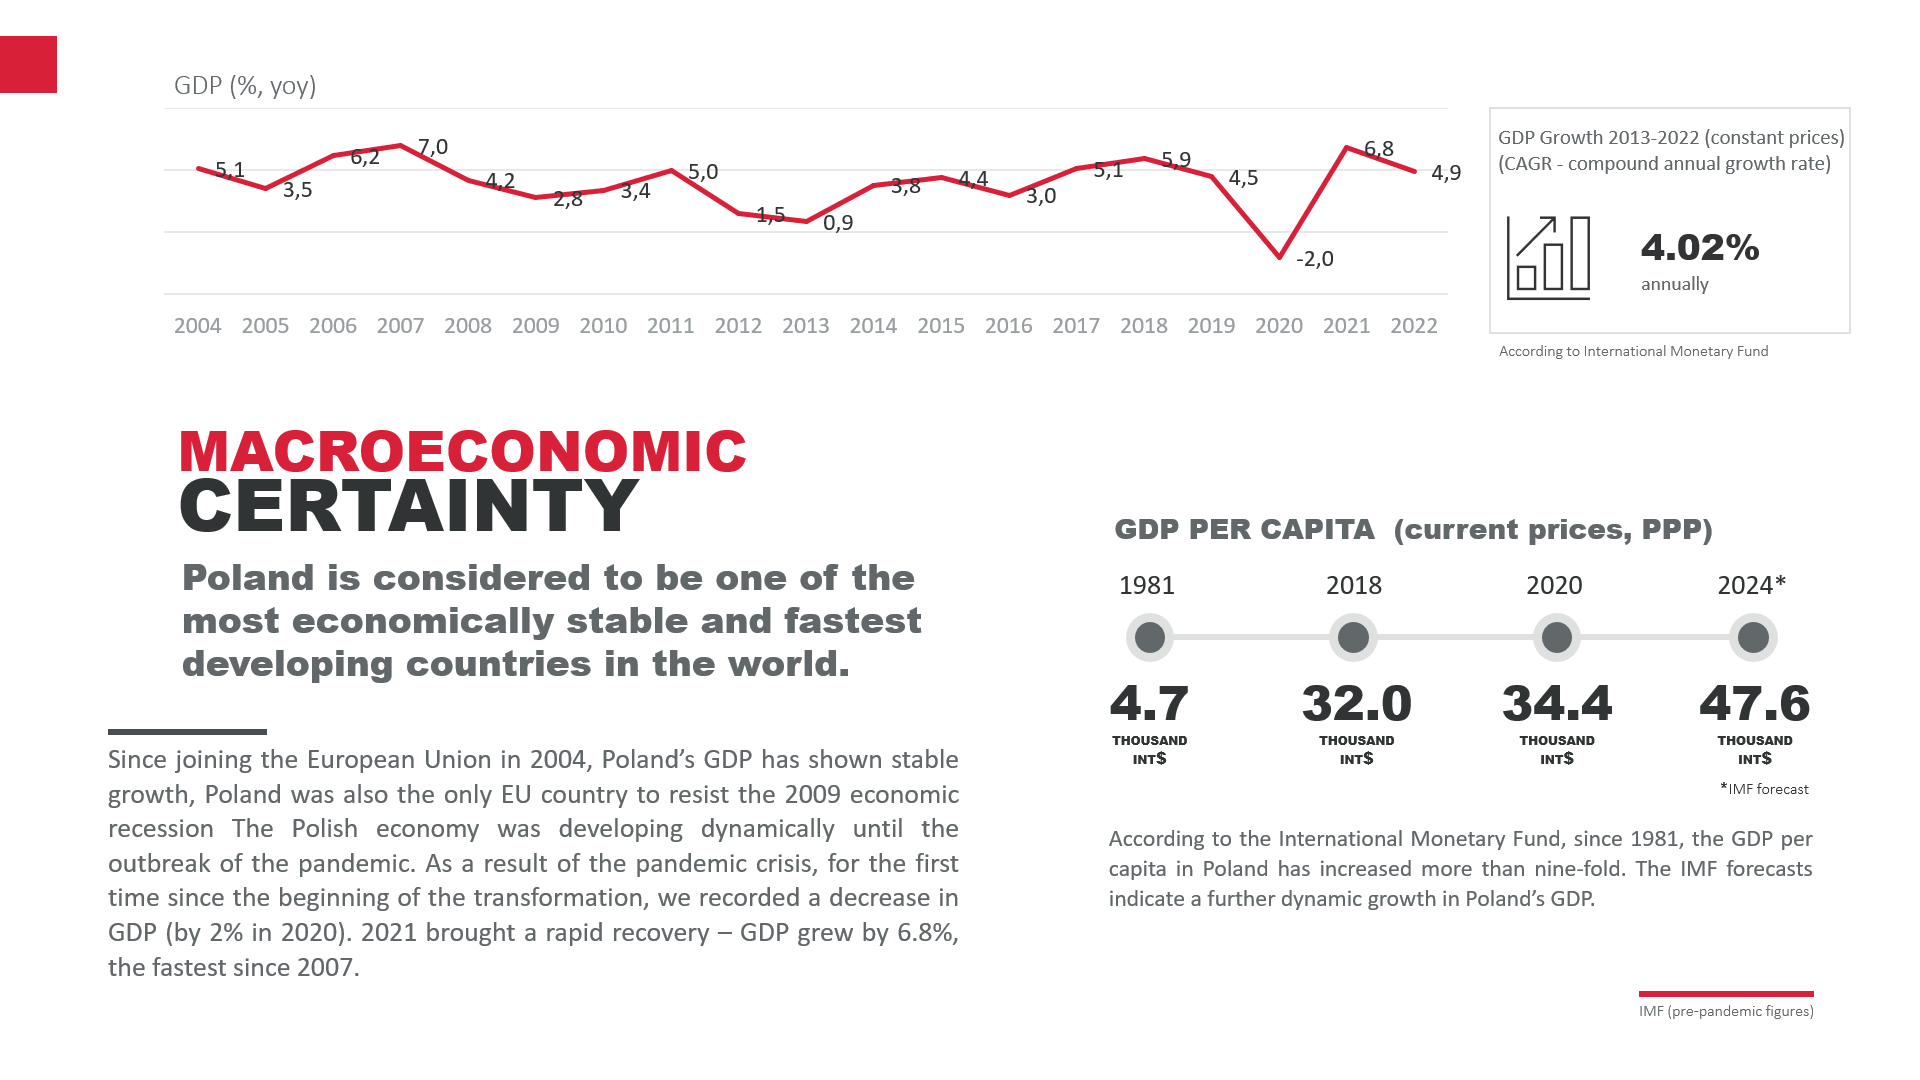 GDP (%, yoy)
5,1
3,5
6,2
7,0
4,2
2,8
3,4
5,0
1,5
0,9
3,8
4,4
3,0
5,1
5,9
4,5
-2,0
6,8
4,9
2004 2005 2006 2007 2008 2009 2010 2011 2012 2013 2014 2015 2016 2017 2018 2019 2020 2021 2022
GDP Growth 2013-2022 (constant prices)
(CAGR - compound annual growth rate)
4.02%
annually
According to International Monetary Fund
MACROECONOMIC
CERTAINTY
Poland is considered to be one of the
most economically stable and fastest
developing countries in the world.
Since joining the European Union in 2004, Poland’s GDP has shown stable
growth, Poland was also the only EU country to resist the 2009 economic
recession The Polish economy was developing dynamically until the
outbreak of the pandemic. As a result of the pandemic crisis, for the first
time since the beginning of the transformation, we recorded a decrease in
GDP (by 2% in 2020). 2021 brought a rapid recovery – GDP grew by 6.8%,
the fastest since 2007.
GDP PER CAPITA (current prices, PPP)
1981 2018 2020 2024*
4.7 32.0 34.4 47.6
THOUSAND THOUSAND THOUSAND THOUSAND
INT$ INT$ INT$ INT$
*IMF forecast
According to the International Monetary Fund, since 1981, the GDP per
capita in Poland has increased more than nine-fold. The IMF forecasts
indicate a further dynamic growth in Poland’s GDP.
IMF (pre-pandemic figures)